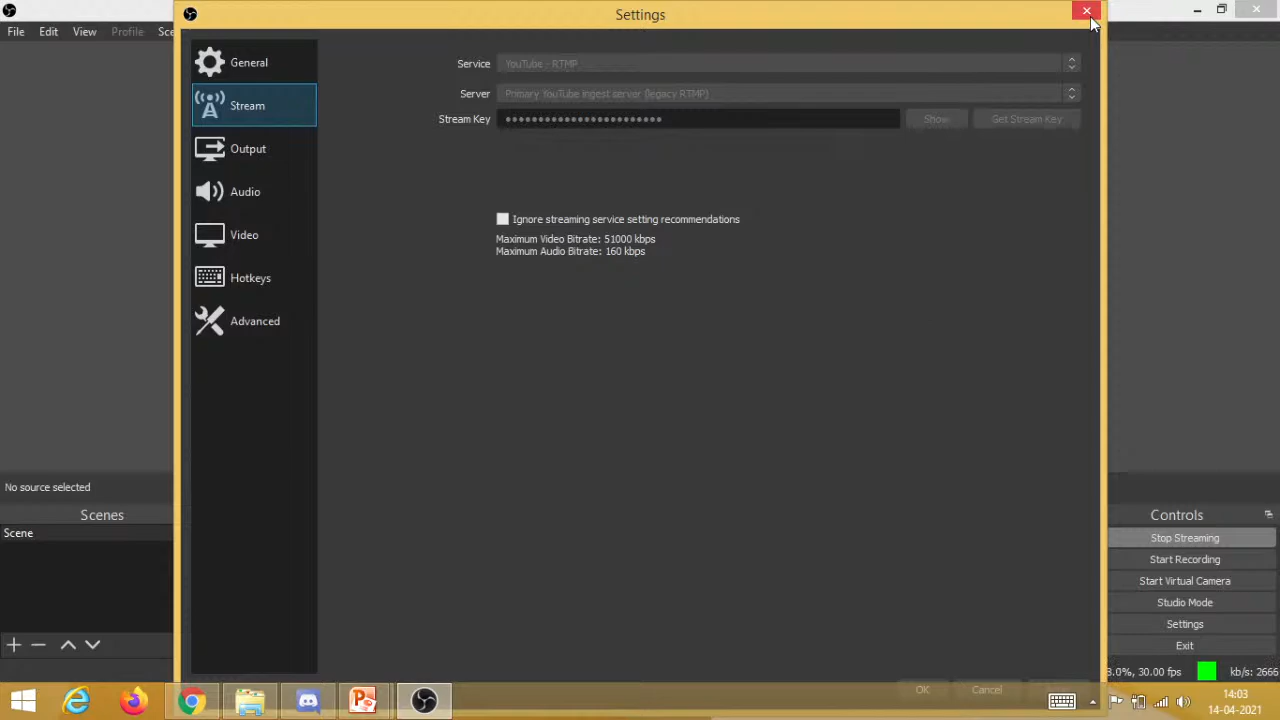 Settings
File Edit View Profile Sce
General
Stream
Output
Audio
Video
Hotkeys
Advanced
Service YouTube - RTMP
Server Primary YouTube ingest server (legacy RTMP)
Stream Key ●●●●●●●●●●●●●●●●●●●●●●●● Show Get Stream Key
Ignore streaming service setting recommendations
Maximum Video Bitrate: 51000 kbps
Maximum Audio Bitrate: 160 kbps
No source selected
Scenes
Scene
Controls
Stop Streaming
Start Recording
Start Virtual Camera
Studio Mode
Settings
Exit
OK Cancel
8.0%, 30.00 fps kb/s: 2666
14:03
14-04-2021